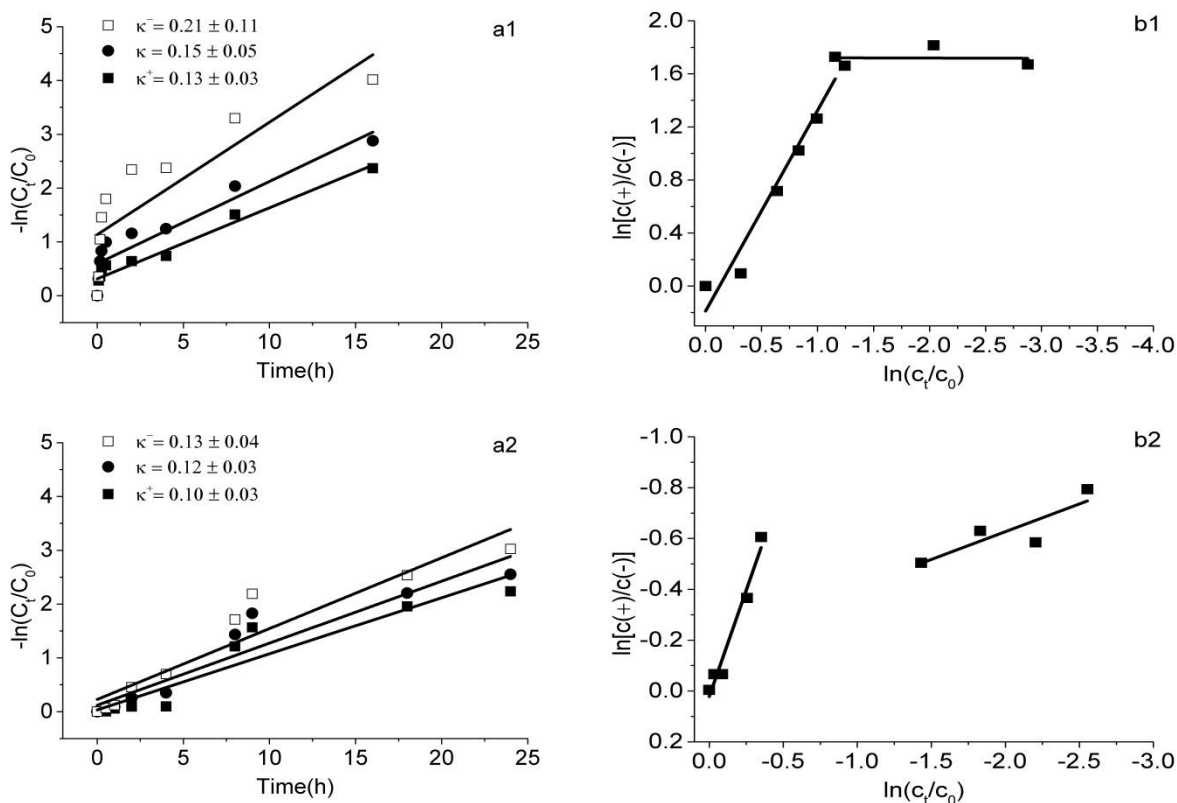 a1
κ⁻ = 0.21 ± 0.11
κ = 0.15 ± 0.05
κ⁺ = 0.13 ± 0.03
5
4
3
2
1
0
-ln(Cₜ/C₀)
0 5 10 15 20 25
Time(h)
b1
2.0
1.6
1.2
0.8
0.4
0.0
ln[c(+)/c(-)]
0.0 -0.5 -1.0 -1.5 -2.0 -2.5 -3.0 -3.5 -4.0
ln(cₜ/c₀)
a2
κ⁻ = 0.13 ± 0.04
κ = 0.12 ± 0.03
κ⁺ = 0.10 ± 0.03
5
4
3
2
1
0
-ln(Cₜ/C₀)
0 5 10 15 20 25
Time(h)
b2
-1.0
-0.8
-0.6
-0.4
-0.2
0.0
0.2
ln[c(+)/c(-)]
0.0 -0.5 -1.0 -1.5 -2.0 -2.5 -3.0
ln(cₜ/c₀)